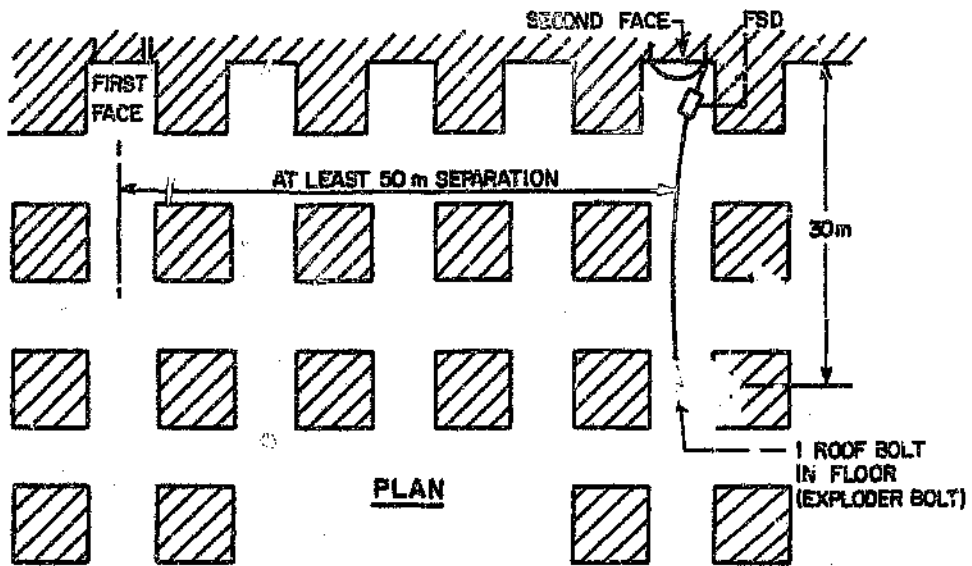 SECOND FACE
FSD
FIRST
FACE
AT LEAST 50 m SEPARATION
30m
1 ROOF BOLT
IN FLOOR
(EXPLODER BOLT)
PLAN